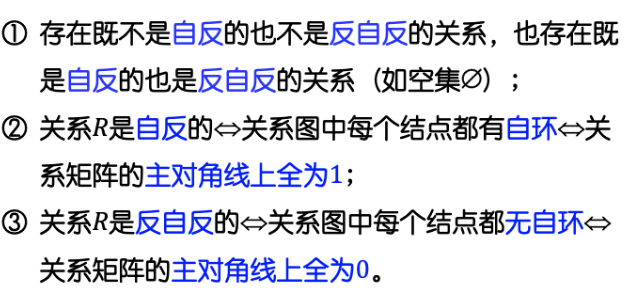 ① 存在既不是自反的也不是反自反的关系，也存在既
是自反的也是反自反的关系（如空集∅）；
② 关系R是自反的⇔关系图中每个结点都有自环⇔关
系矩阵的主对角线上全为1；
③ 关系R是反自反的⇔关系图中每个结点都无自环⇔
关系矩阵的主对角线上全为0。